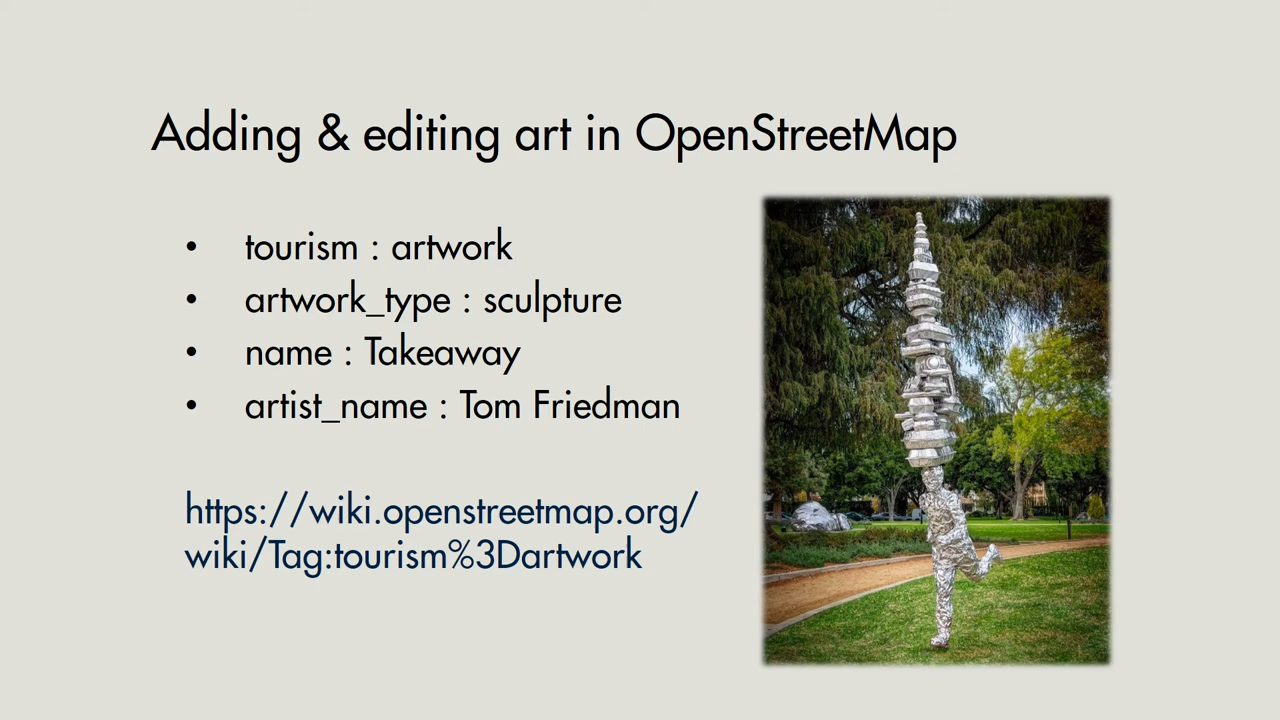 Adding & editing art in OpenStreetMap
• tourism : artwork
• artwork_type : sculpture
• name : Takeaway
• artist_name : Tom Friedman
https://wiki.openstreetmap.org/
wiki/Tag:tourism%3Dartwork